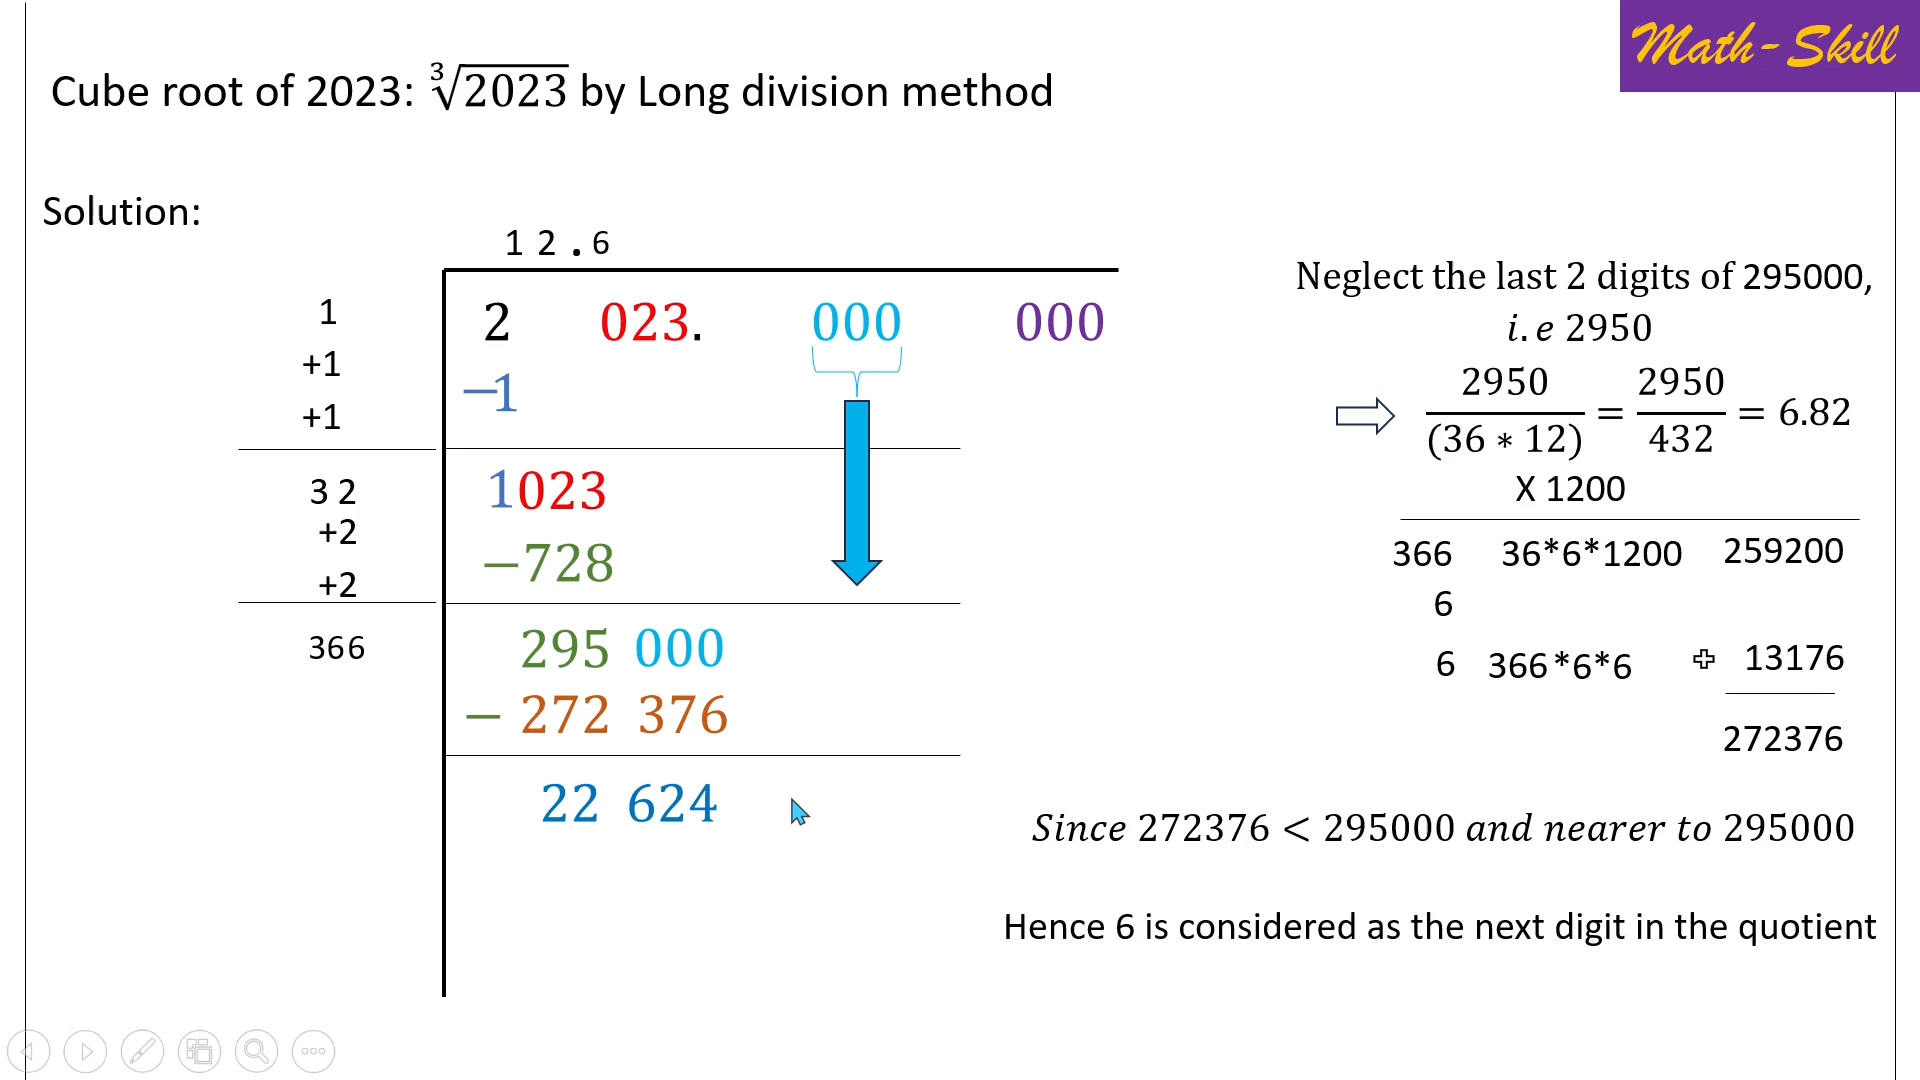 Math-Skill
Cube root of 2023: ∛2023 by Long division method
Solution:
1 2 . 6
1
+1
+1
2 023. 000 000
−1
3 2
+2
+2
1023
−728
366
295 000
− 272 376
22 624
Neglect the last 2 digits of 295000,
i.e 2950
2950/(36 * 12) = 2950/432 = 6.82
X 1200
366 36*6*1200 259200
6
6 366*6*6 + 13176
272376
Since 272376 < 295000 and nearer to 295000
Hence 6 is considered as the next digit in the quotient